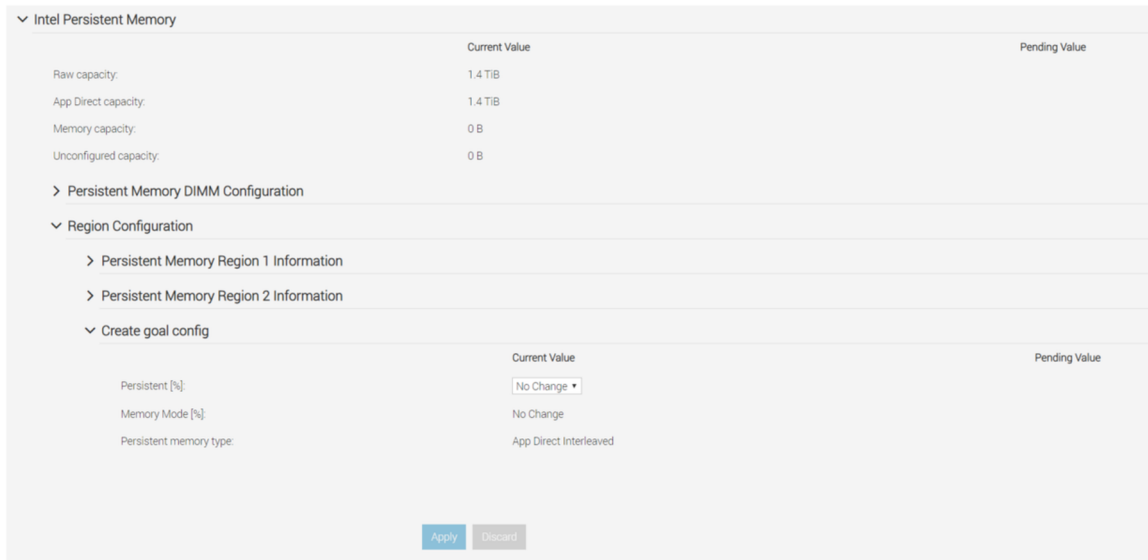 Intel Persistent Memory
Current Value Pending Value
Raw capacity: 1.4 TiB
App Direct capacity: 1.4 TiB
Memory capacity: 0 B
Unconfigured capacity: 0 B
Persistent Memory DIMM Configuration
Region Configuration
Persistent Memory Region 1 Information
Persistent Memory Region 2 Information
Create goal config
Current Value Pending Value
Persistent [%]: No Change
Memory Mode [%]: No Change
Persistent memory type: App Direct Interleaved
Apply Discard